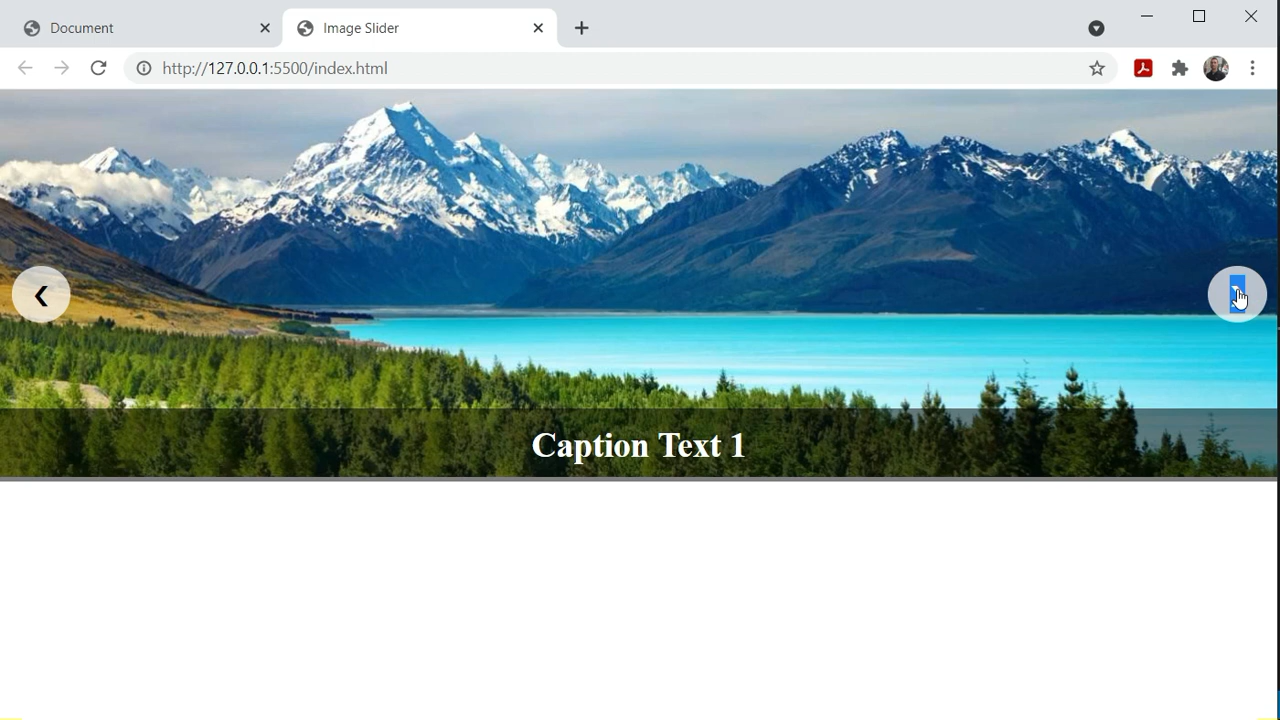 Document
Image Slider
http://127.0.0.1:5500/index.html
Caption Text 1